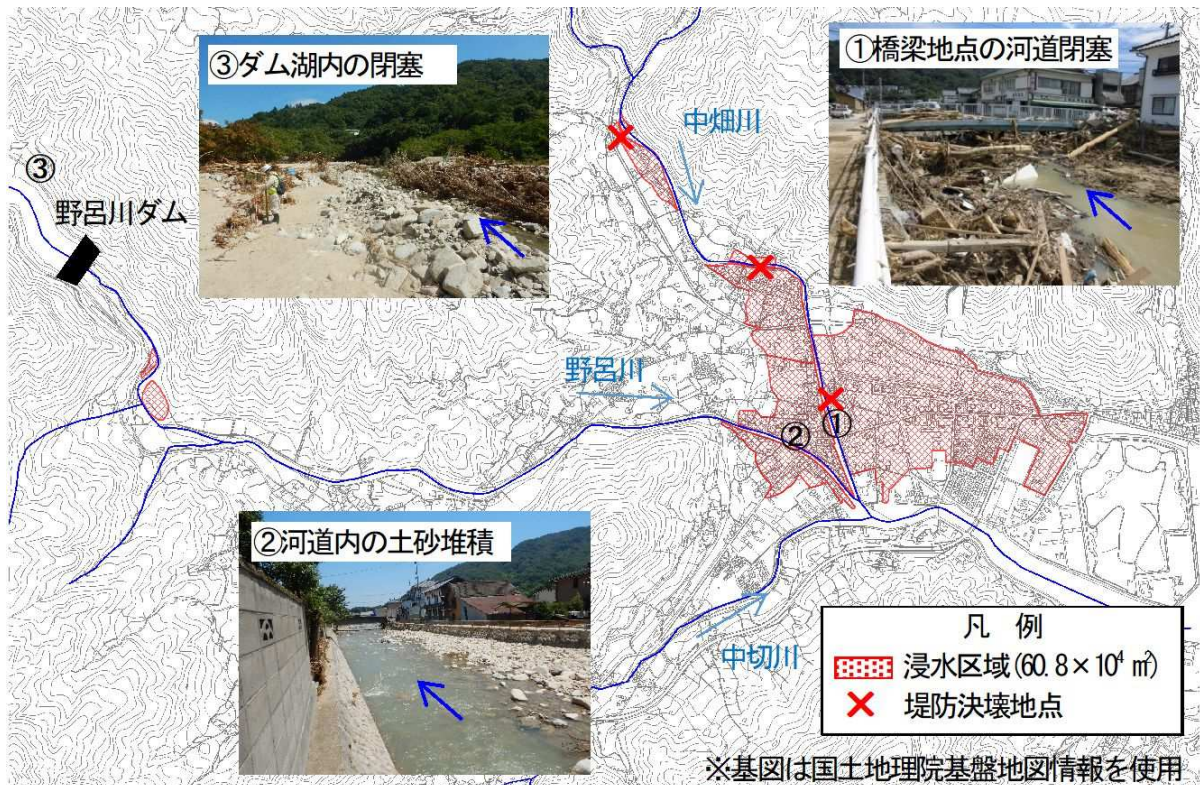 ③ダム湖内の閉塞
①橋梁地点の河道閉塞
中畑川
③
野呂川ダム
野呂川
②
①
②河道内の土砂堆積
中切川
凡 例
浸水区域(60.8×10⁴ ㎡)
堤防決壊地点
※基図は国土地理院基盤地図情報を使用